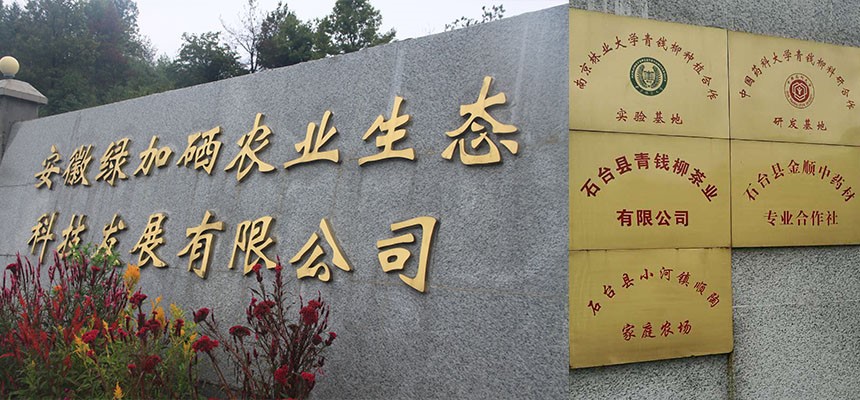 安徽绿加硒农业生态
科技发展有限公司
南京林业大学青钱柳种植合作
实验基地
中国药科大学青钱柳科研合作
研发基地
石台县青钱柳茶业
有限公司
石台县金顺中药材
专业合作社
石台县小河镇顺陶
家庭农场